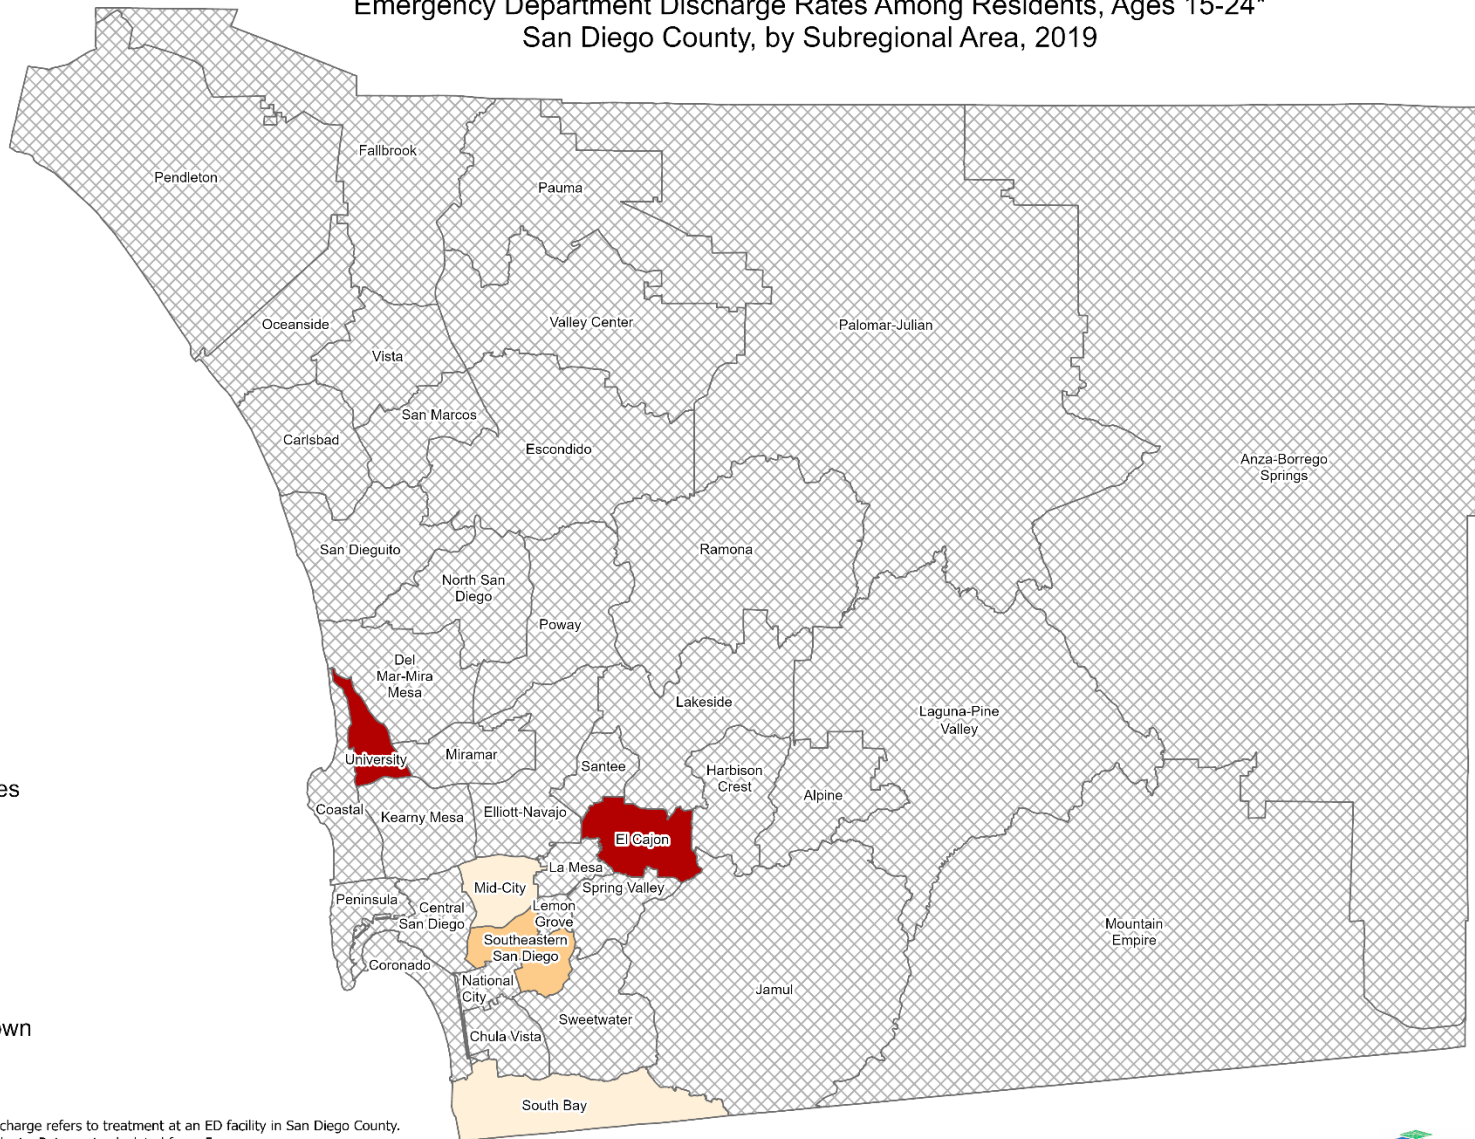 Emergency Department Discharge Rates Among Residents, Ages 15-24*
San Diego County, by Subregional Area, 2019
Fallbrook
Pendleton
Pauma
Oceanside
Valley Center
Palomar-Julian
Vista
San Marcos
Carlsbad
Escondido
Anza-Borrego
Springs
San Dieguito
Ramona
North San
Diego
Poway
Del
Mar-Mira
Mesa
Lakeside
Laguna-Pine
Valley
University
Miramar
Santee
Harbison
Crest
Alpine
es
Coastal
Kearny Mesa
Elliott-Navajo
El Cajon
La Mesa
Mid-City
Spring Valley
Peninsula
Central
San Diego
Lemon
Grove
Mountain
Empire
Southeastern
San Diego
Coronado
National
City
Jamul
Sweetwater
wn
Chula Vista
South Bay
charge refers to treatment at an ED facility in San Diego County.